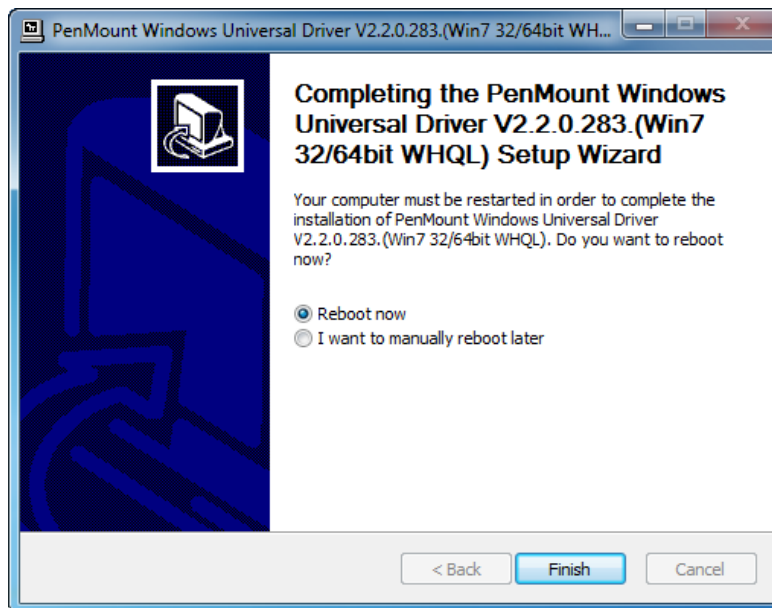 PenMount Windows Universal Driver V2.2.0.283.(Win7 32/64bit WH...
Completing the PenMount Windows
Universal Driver V2.2.0.283.(Win7
32/64bit WHQL) Setup Wizard
Your computer must be restarted in order to complete the
installation of PenMount Windows Universal Driver
V2.2.0.283.(Win7 32/64bit WHQL). Do you want to reboot
now?
Reboot now
I want to manually reboot later
< Back
Finish
Cancel